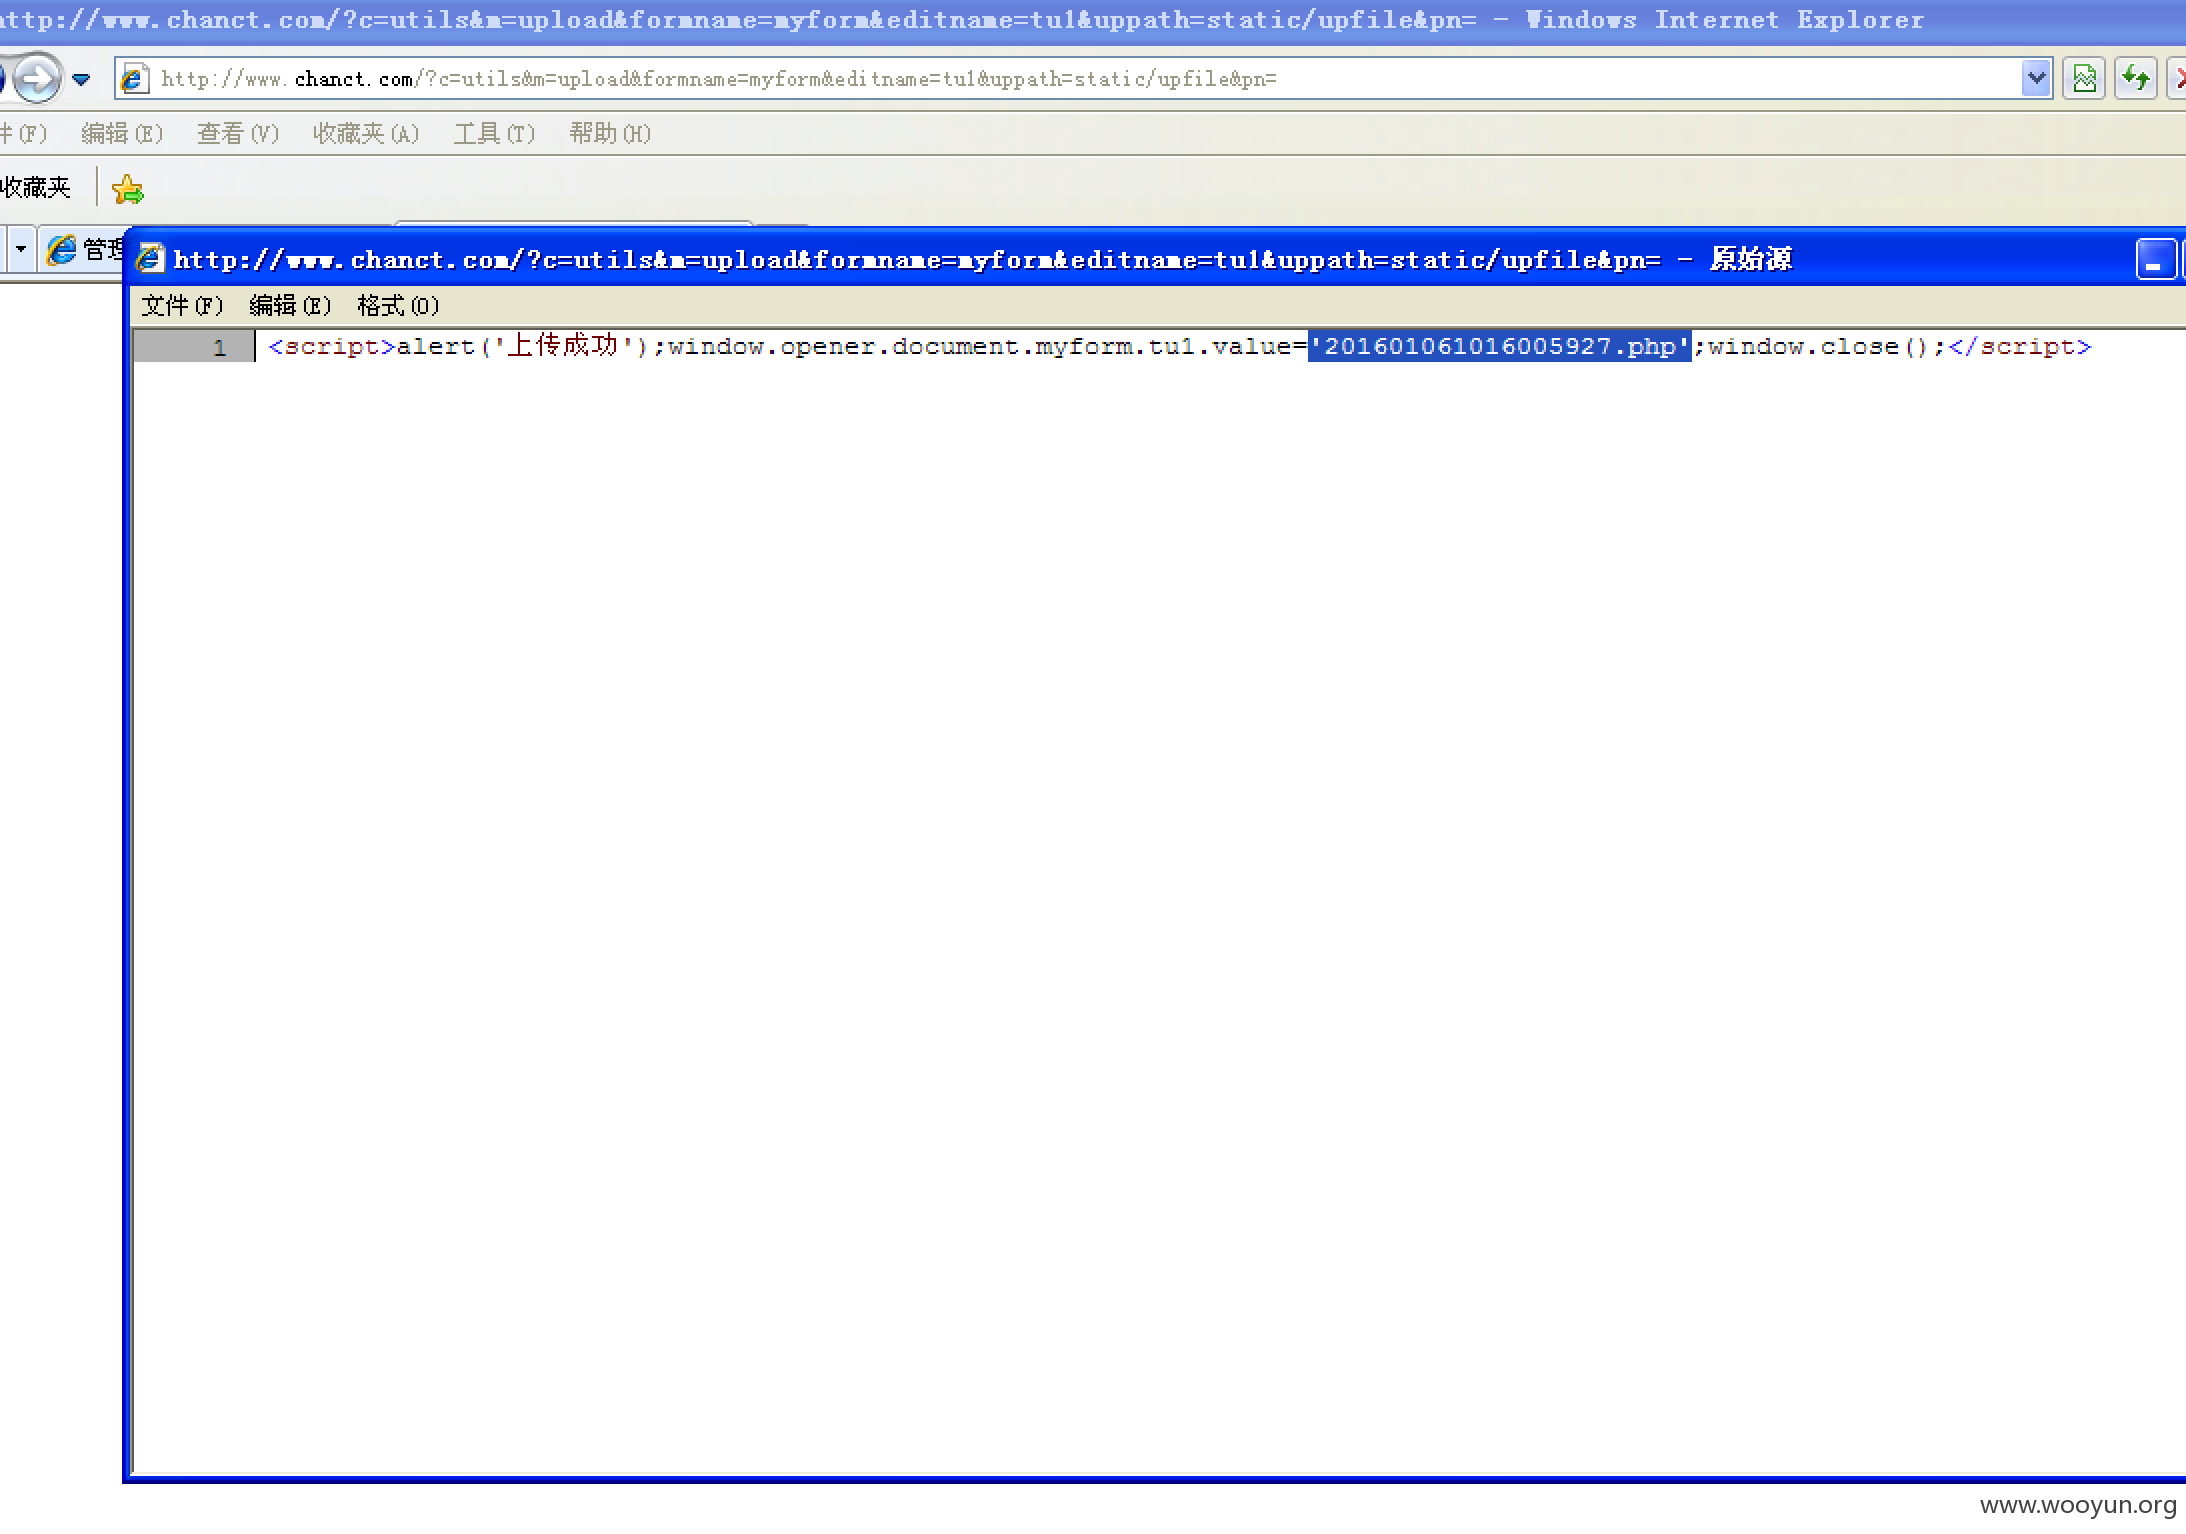 http://www.chanct.com/?c=utils&m=upload&formname=myform&editname=tu1&uppath=static/upfile&pn= - Windows Internet Explorer
http://www.chanct.com/?c=utils&m=upload&formname=myform&editname=tu1&uppath=static/upfile&pn=
件(F) 编辑(E) 查看(V) 收藏夹(A) 工具(T) 帮助(H)
收藏夹
管理
http://www.chanct.com/?c=utils&m=upload&formname=myform&editname=tu1&uppath=static/upfile&pn= - 原始源
文件(F) 编辑(E) 格式(O)
1 <script>alert('上传成功');window.opener.document.myform.tu1.value='201601061016005927.php';window.close();</script>
www.wooyun.org